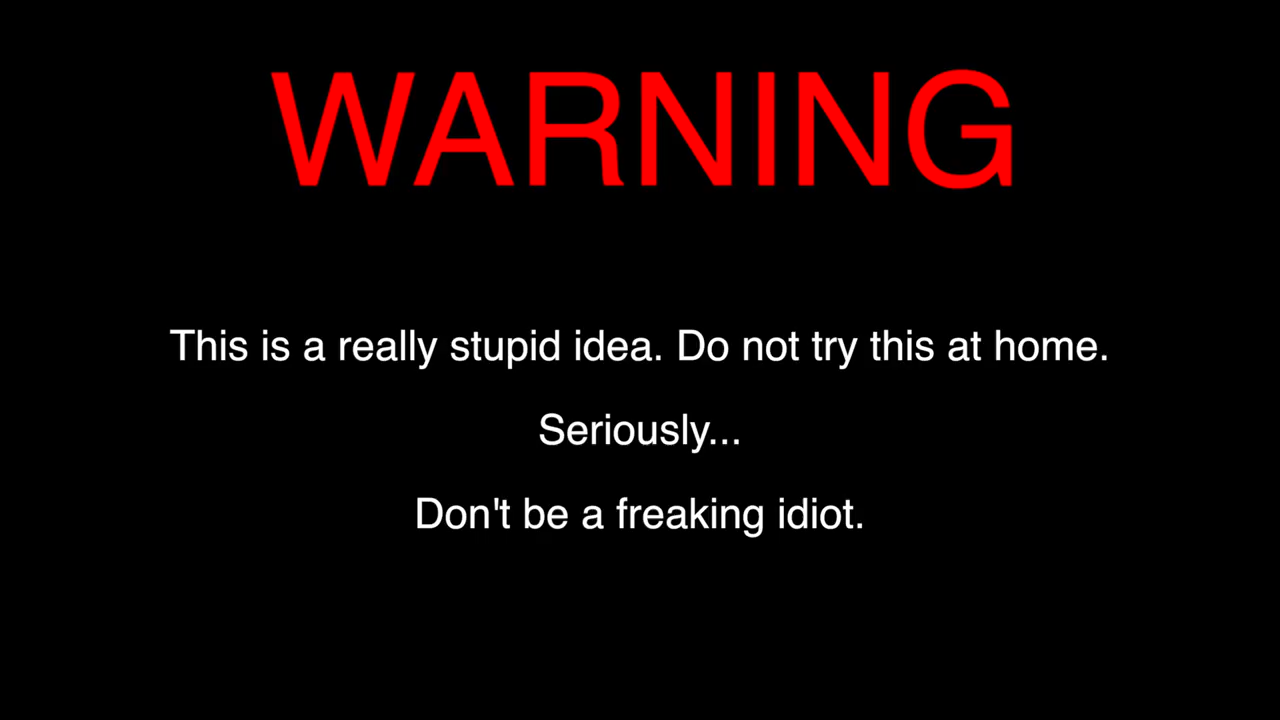 WARNING
This is a really stupid idea. Do not try this at home.
Seriously...
Don't be a freaking idiot.